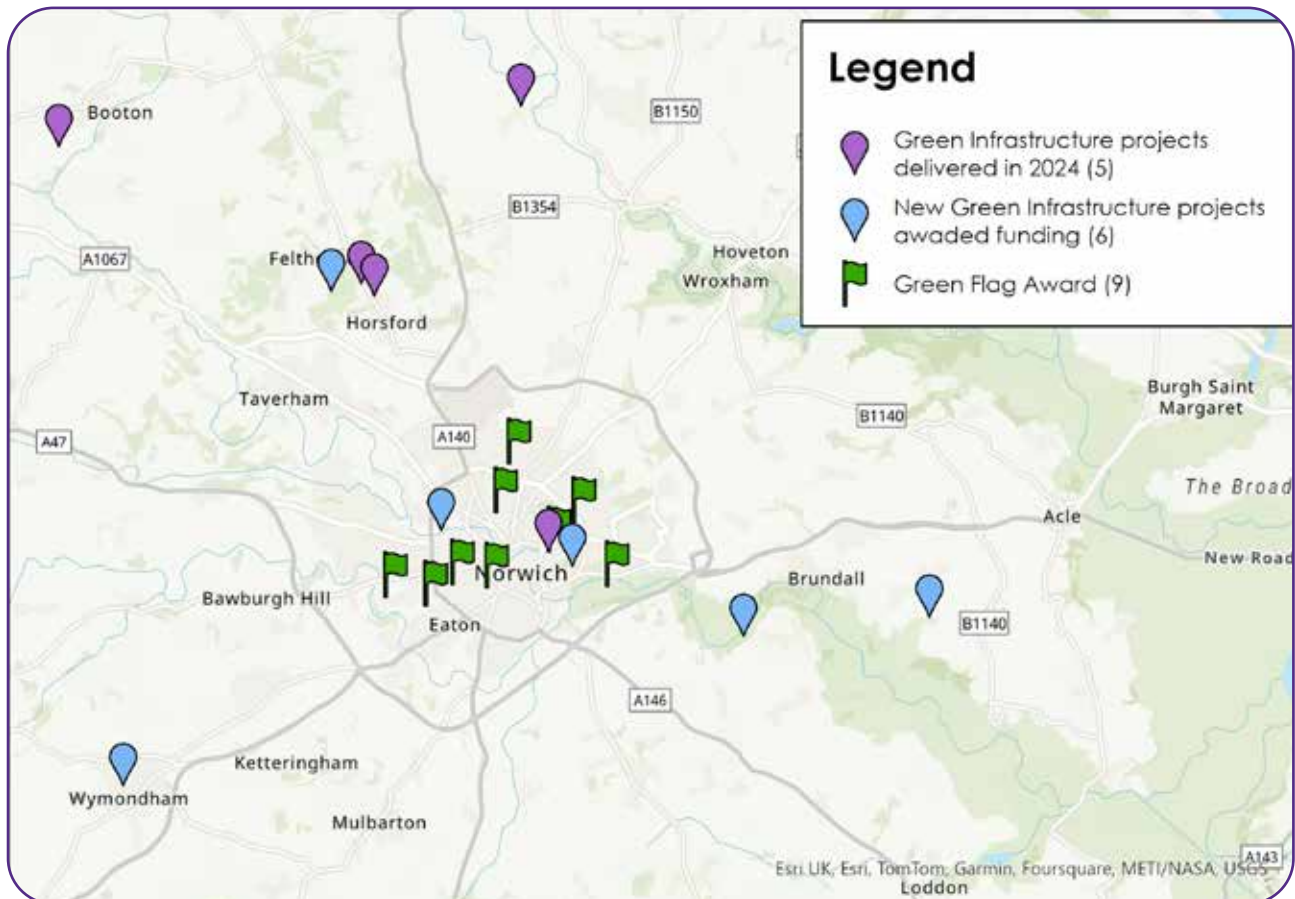 Legend
Green Infrastructure projects
delivered in 2024 (5)
New Green Infrastructure projects
awaded funding (6)
Green Flag Award (9)
Booton
B1150
B1354
A1067
Felth
Hoveton
Wroxham
Horsford
Taverham
Burgh Saint
Margaret
B1140
A47
A140
The Broad
Acle
New Road
Norwich
Brundall
Bawburgh Hill
Eaton
B1140
A146
Ketteringham
Wymondham
Mulbarton
Esri UK, Esri, TomTom, Garmin, Foursquare, METI/NASA, USGS
A143
Loddon